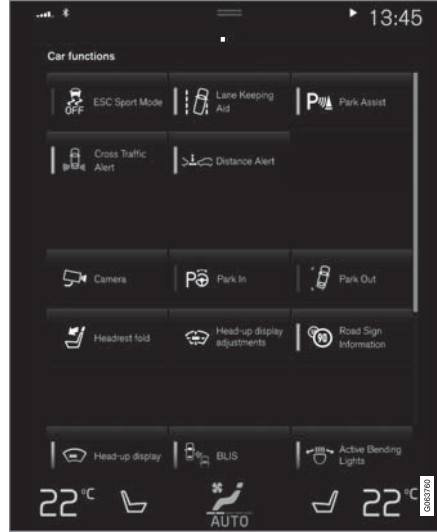 13:45
Car functions
OFF
ESC Sport Mode
Lane Keeping
Aid
P
Park Assist
Cross Traffic
Alert
Distance Alert
Camera
P
Park In
Park Out
Headrest fold
Head-up display
adjustments
90
Road Sign
Information
Head-up display
BLIS
Active Bending
Lights
22°C
AUTO
22°C
G063760